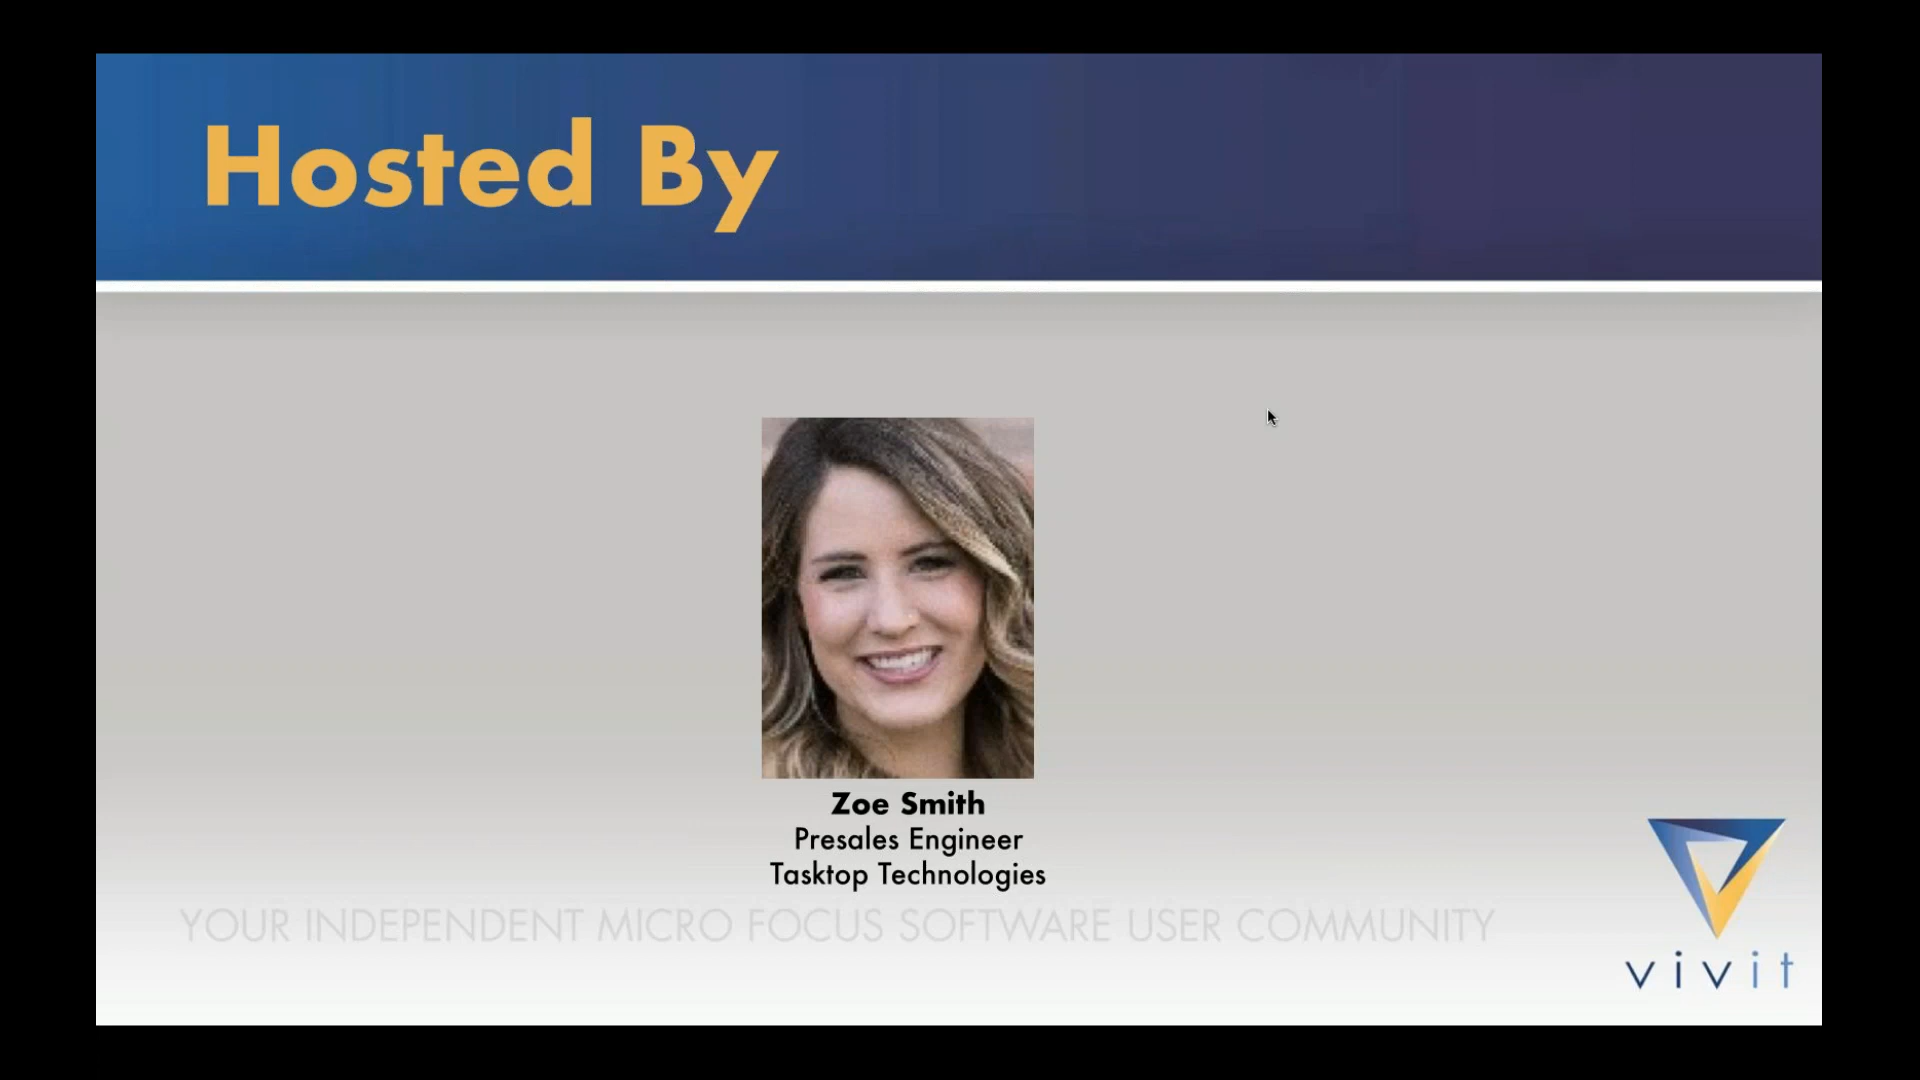 Hosted By
Zoe Smith
Presales Engineer
Tasktop Technologies
YOUR INDEPENDENT MICRO FOCUS SOFTWARE USER COMMUNITY
vivit